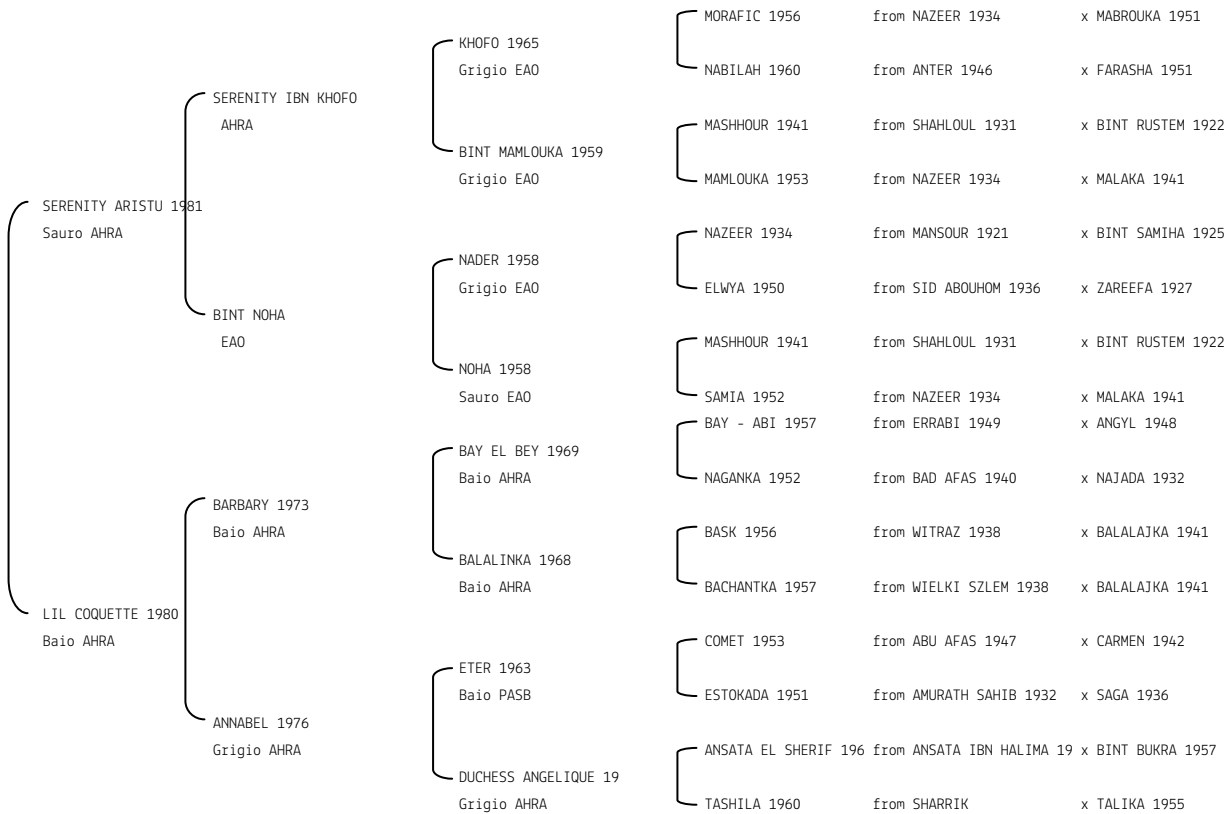 MORAFIC 1956 from NAZEER 1934 x MABROUKA 1951
KHOFO 1965
Grigio EAO
NABILAH 1960 from ANTER 1946 x FARASHA 1951
SERENITY IBN KHOFO
AHRA
MASHHOUR 1941 from SHAHLOUL 1931 x BINT RUSTEM 1922
BINT MAMLOUKA 1959
Grigio EAO
MAMLOUKA 1953 from NAZEER 1934 x MALAKA 1941
SERENITY ARISTU 1981
Sauro AHRA
NAZEER 1934 from MANSOUR 1921 x BINT SAMIHA 1925
NADER 1958
Grigio EAO
ELWYA 1950 from SID ABOUHOM 1936 x ZAREEFA 1927
BINT NOHA
EAO
MASHHOUR 1941 from SHAHLOUL 1931 x BINT RUSTEM 1922
NOHA 1958
Sauro EAO
SAMIA 1952 from NAZEER 1934 x MALAKA 1941
BAY - ABI 1957 from ERRABI 1949 x ANGYL 1948
BAY EL BEY 1969
Baio AHRA
NAGANKA 1952 from BAD AFAS 1940 x NAJADA 1932
BARBARY 1973
Baio AHRA
BASK 1956 from WITRAZ 1938 x BALALAJKA 1941
BALALINKA 1968
Baio AHRA
BACHANTKA 1957 from WIELKI SZLEM 1938 x BALALAJKA 1941
LIL COQUETTE 1980
Baio AHRA
COMET 1953 from ABU AFAS 1947 x CARMEN 1942
ETER 1963
Baio PASB
ESTOKADA 1951 from AMURATH SAHIB 1932 x SAGA 1936
ANNABEL 1976
Grigio AHRA
ANSATA EL SHERIF 196 from ANSATA IBN HALIMA 19 x BINT BUKRA 1957
DUCHESS ANGELIQUE 19
Grigio AHRA
TASHILA 1960 from SHARRIK x TALIKA 1955